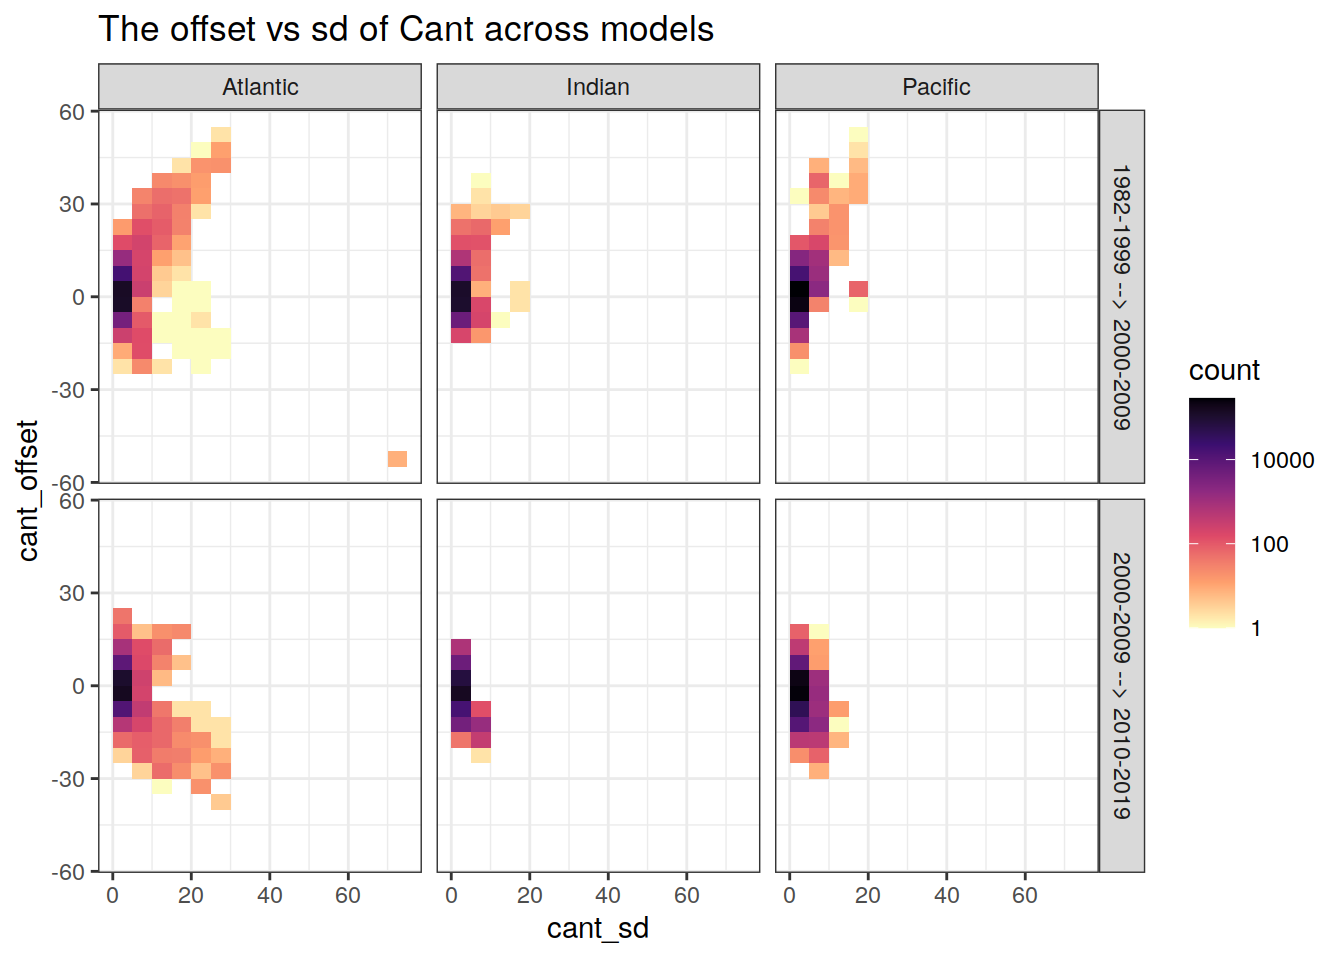 The offset vs sd of Cant across models
Atlantic
Indian
Pacific
60
30
0
-30
-60
1982-1999 --> 2000-2009
60
30
0
-30
-60
2000-2009 --> 2010-2019
cant_offset
0 20 40 60
0 20 40 60
0 20 40 60
cant_sd
count
10000
100
1